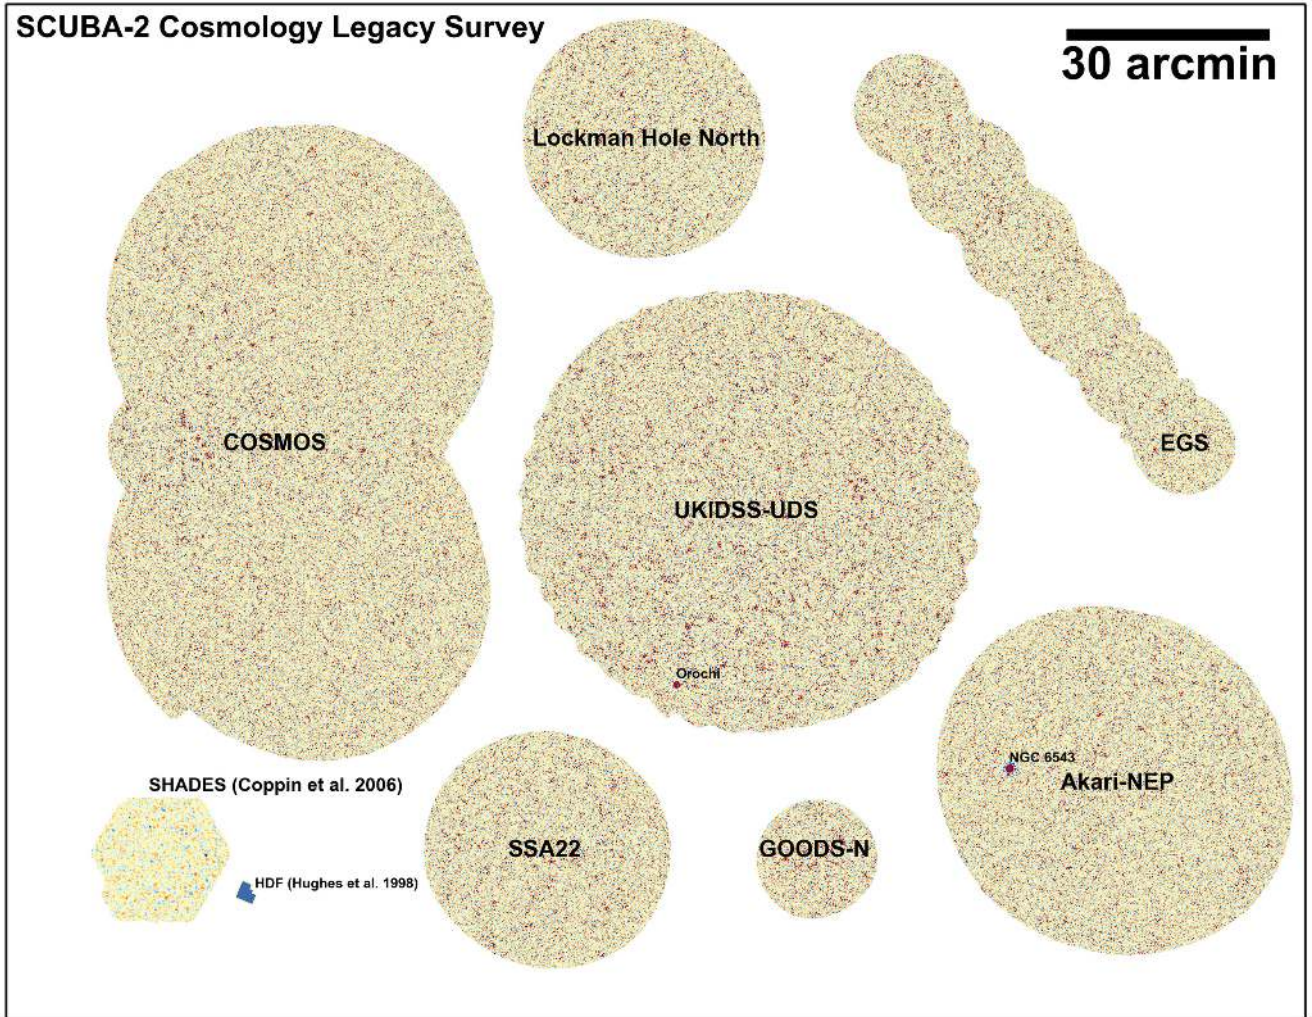 SCUBA-2 Cosmology Legacy Survey
30 arcmin
Lockman Hole North
COSMOS
EGS
UKIDSS-UDS
Orochi
NGC 6543
Akari-NEP
SHADES (Coppin et al. 2006)
SSA22
GOODS-N
HDF (Hughes et al. 1998)